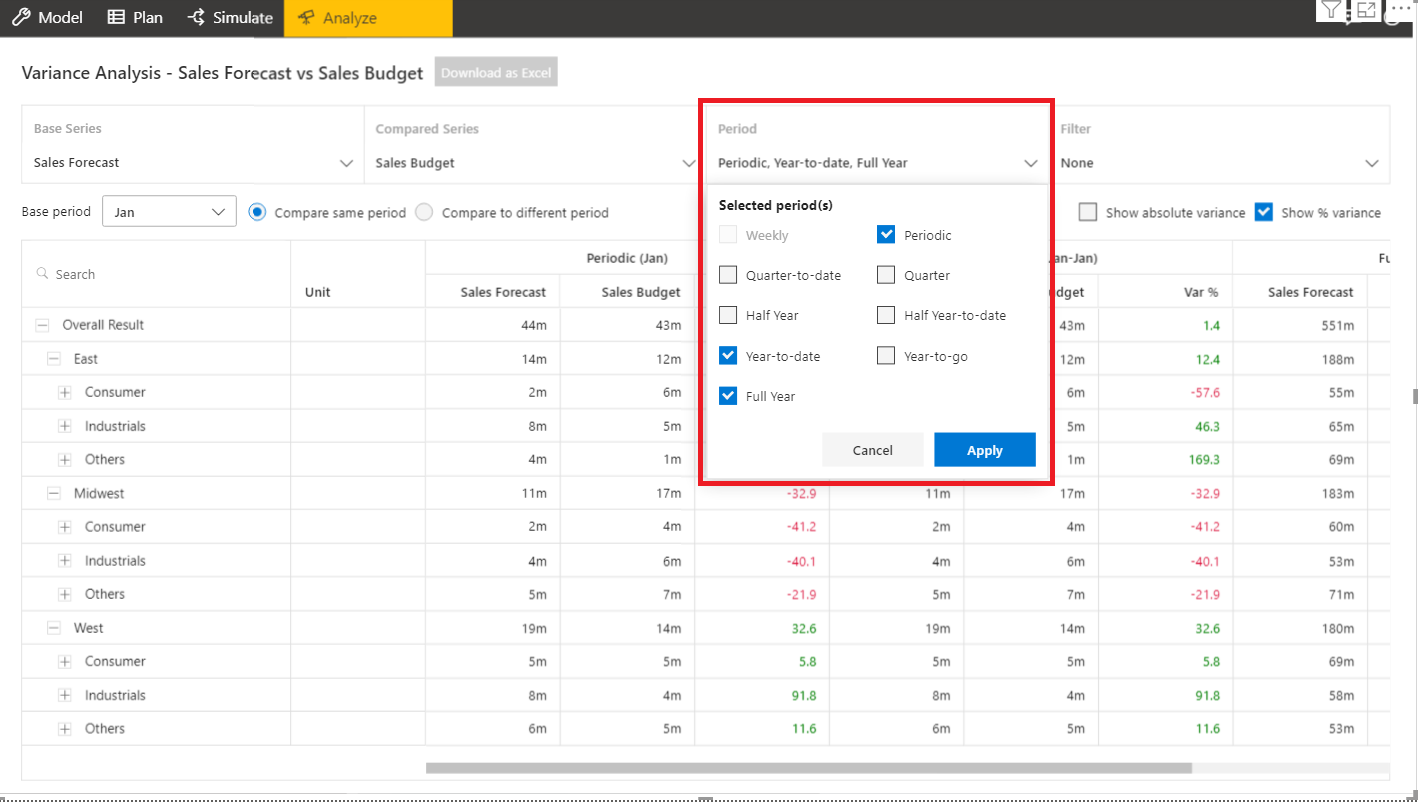 Model Plan Simulate Analyze
Variance Analysis - Sales Forecast vs Sales Budget Download as Excel
Base Series Compared Series Period Filter
Sales Forecast Sales Budget Periodic, Year-to-date, Full Year None
Base period Jan Compare same period Compare to different period Show absolute variance Show % variance
Selected period(s)
Weekly Periodic
Quarter-to-date Quarter
Half Year Half Year-to-date
Year-to-date Year-to-go
Full Year
Cancel Apply
Search Periodic (Jan) an-Jan) Fu
Unit Sales Forecast Sales Budget dget Var % Sales Forecast
Overall Result 44m 43m 43m 1.4 551m
East 14m 12m 12m 12.4 188m
Consumer 2m 6m 6m -57.6 55m
Industrials 8m 5m 5m 46.3 65m
Others 4m 1m 1m 169.3 69m
Midwest 11m 17m -32.9 11m 17m -32.9 183m
Consumer 2m 4m -41.2 2m 4m -41.2 60m
Industrials 4m 6m -40.1 4m 6m -40.1 53m
Others 5m 7m -21.9 5m 7m -21.9 71m
West 19m 14m 32.6 19m 14m 32.6 180m
Consumer 5m 5m 5.8 5m 5m 5.8 69m
Industrials 8m 4m 91.8 8m 4m 91.8 58m
Others 6m 5m 11.6 6m 5m 11.6 53m